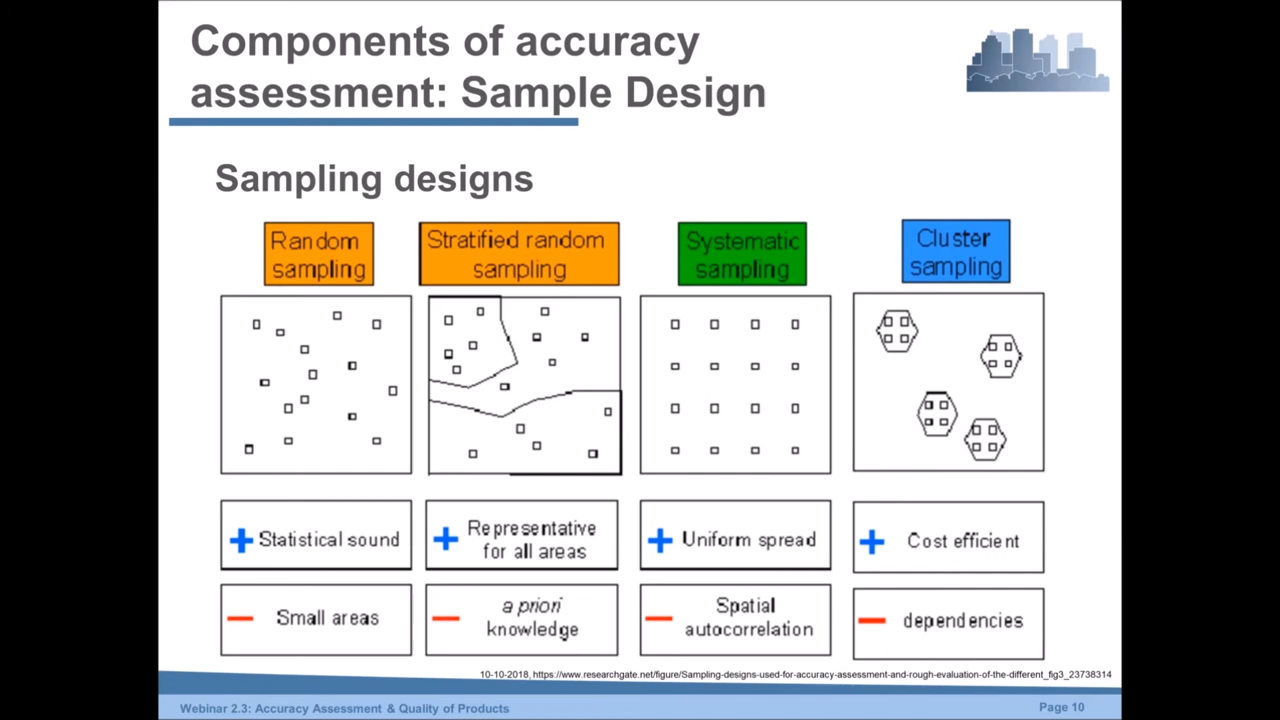 Components of accuracy
assessment: Sample Design
Sampling designs
Random
sampling
Stratified random
sampling
Systematic
sampling
Cluster
sampling
+ Statistical sound
+ Representative
for all areas
+ Uniform spread
+ Cost efficient
− Small areas
− a priori
knowledge
− Spatial
autocorrelation
− dependencies
10-10-2018, https://www.researchgate.net/figure/Sampling-designs-used-for-accuracy-assessment-and-rough-evaluation-of-the-different_fig3_23738314
Webinar 2.3: Accuracy Assessment & Quality of Products
Page 10